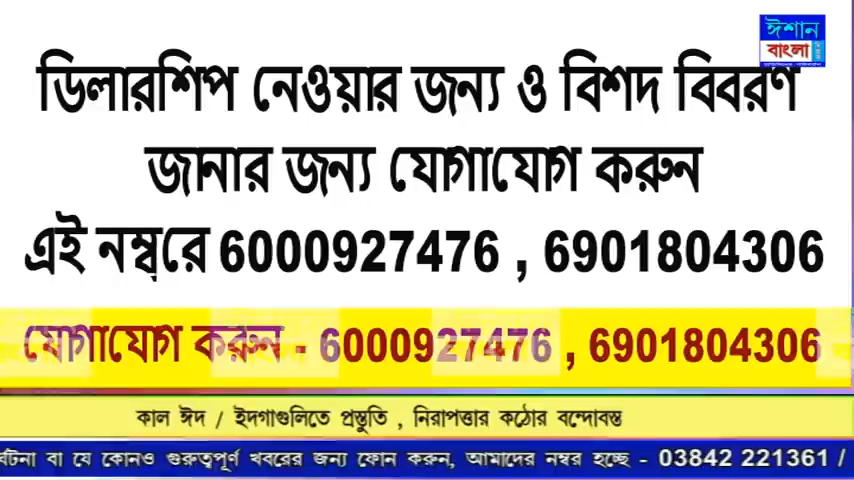 ঈশান
বাংলা
ডিলারশিপ নেওয়ার জন্য ও বিশদ বিবরণ
জানার জন্য যোগাযোগ করুন
এই নম্বরে 6000927476 , 6901804306
যোগাযোগ করুন - 6000927476 , 6901804306
কাল ঈদ / ইদগাগুলিতে প্রস্তুতি , নিরাপত্তার কঠোর বন্দোবস্ত
র্ঘটনা বা যে কোনও গুরুত্বপূর্ণ খবরের জন্য ফোন করুন, আমাদের নম্বর হচ্ছে - 03842 221361 /